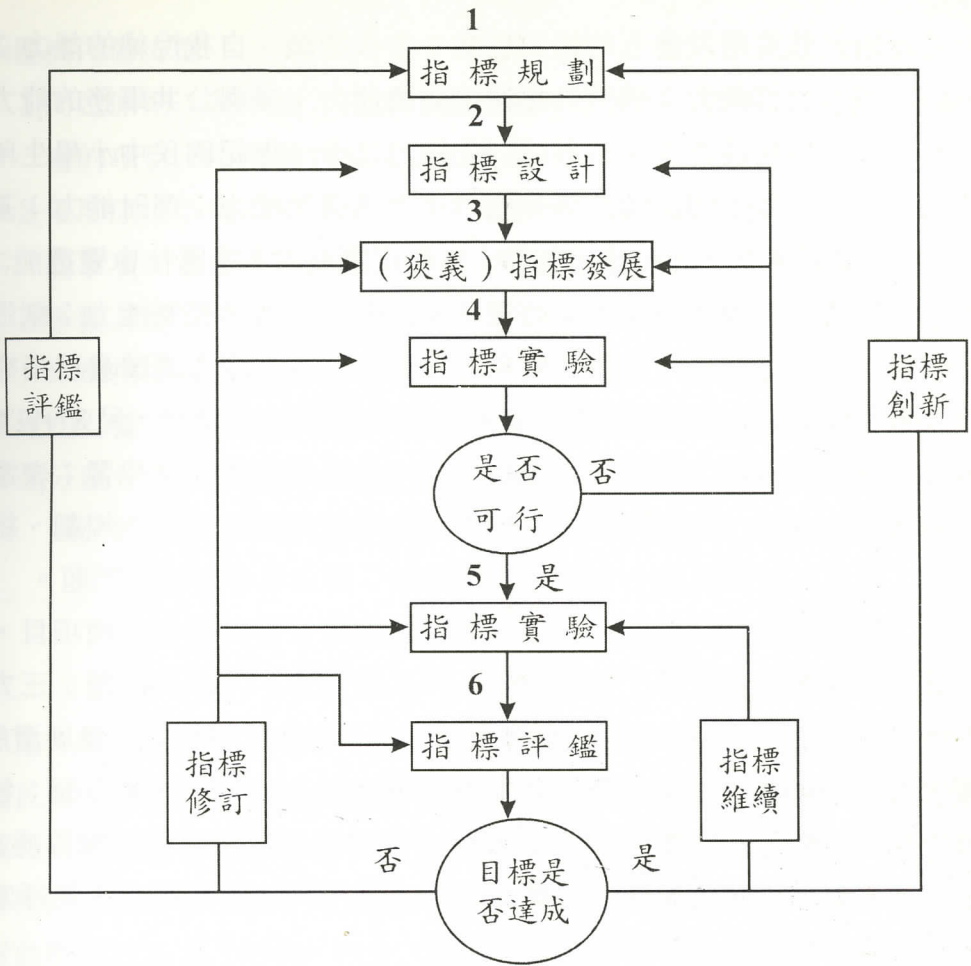 1
指標規劃
2
指標設計
3
(狹義)指標發展
4
指標實驗
指標
評鑑
指標
創新
是否
可行
否
5
是
指標實驗
6
指標評鑑
指標
修訂
指標
維續
否
目標是
否達成
是